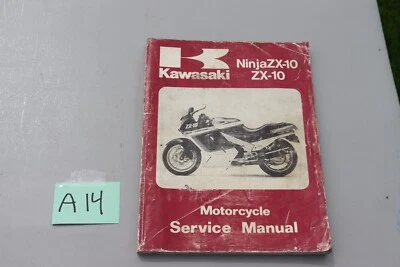 Kawasaki
NinjaZX-10
ZX-10
Motorcycle
Service Manual
A14